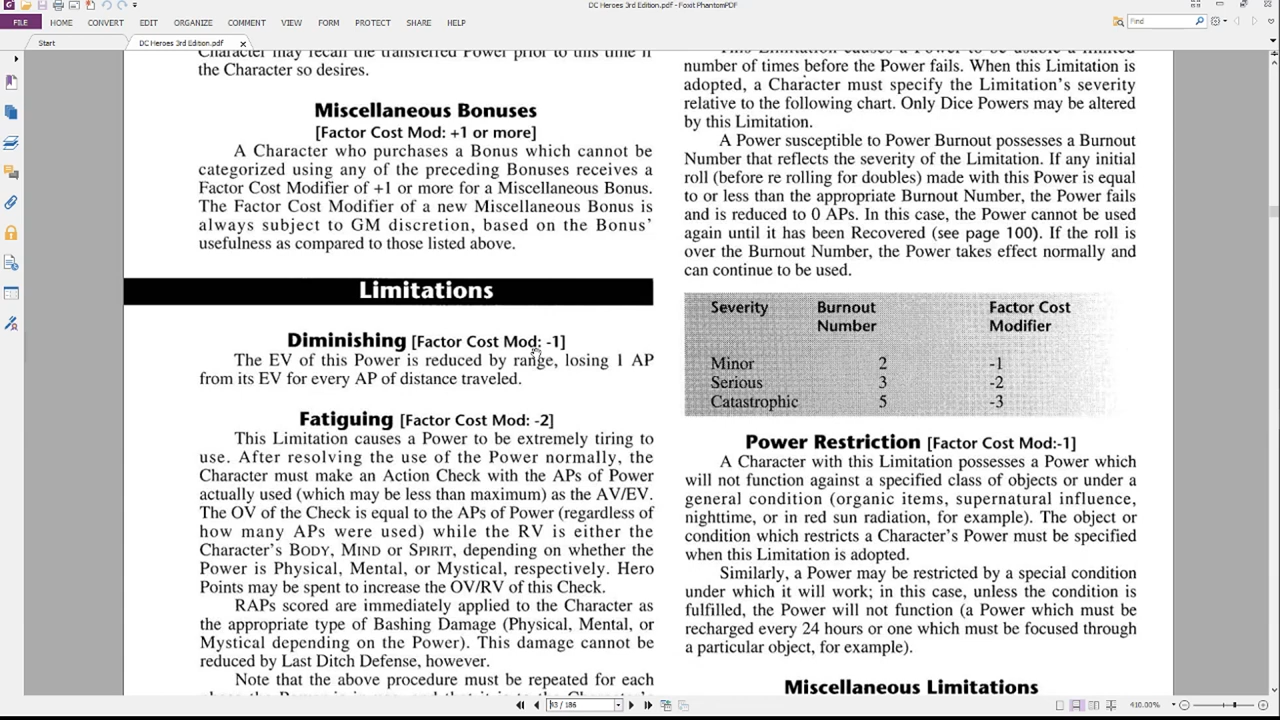 DC Heroes 3rd Edition.pdf - Foxit PhantomPDF
FILE HOME CONVERT EDIT ORGANIZE COMMENT VIEW FORM PROTECT SHARE HELP
Find
Start DC Heroes 3rd Edition.pdf
Character may recall the transferred Power prior to this time if
the Character so desires.
Miscellaneous Bonuses
[Factor Cost Mod: +1 or more]
A Character who purchases a Bonus which cannot be
categorized using any of the preceding Bonuses receives a
Factor Cost Modifier of +1 or more for a Miscellaneous Bonus.
The Factor Cost Modifier of a new Miscellaneous Bonus is
always subject to GM discretion, based on the Bonus'
usefulness as compared to those listed above.
Limitations
Diminishing [Factor Cost Mod: -1]
The EV of this Power is reduced by range, losing 1 AP
from its EV for every AP of distance traveled.
Fatiguing [Factor Cost Mod: -2]
This Limitation causes a Power to be extremely tiring to
use. After resolving the use of the Power normally, the
Character must make an Action Check with the APs of Power
actually used (which may be less than maximum) as the AV/EV.
The OV of the Check is equal to the APs of Power (regardless of
how many APs were used) while the RV is either the
Character's BODY, MIND or SPIRIT, depending on whether the
Power is Physical, Mental, or Mystical, respectively. Hero
Points may be spent to increase the OV/RV of this Check.
RAPs scored are immediately applied to the Character as
the appropriate type of Bashing Damage (Physical, Mental, or
Mystical depending on the Power). This damage cannot be
reduced by Last Ditch Defense, however.
Note that the above procedure must be repeated for each
This Limitation causes a Power to be usable a limited
number of times before the Power fails. When this Limitation is
adopted, a Character must specify the Limitation's severity
relative to the following chart. Only Dice Powers may be altered
by this Limitation.
A Power susceptible to Power Burnout possesses a Burnout
Number that reflects the severity of the Limitation. If any initial
roll (before re rolling for doubles) made with this Power is equal
to or less than the appropriate Burnout Number, the Power fails
and is reduced to 0 APs. In this case, the Power cannot be used
again until it has been Recovered (see page 100). If the roll is
over the Burnout Number, the Power takes effect normally and
can continue to be used.
Severity Burnout Factor Cost
Number Modifier
Minor 2 -1
Serious 3 -2
Catastrophic 5 -3
Power Restriction [Factor Cost Mod:-1]
A Character with this Limitation possesses a Power which
will not function against a specified class of objects or under a
general condition (organic items, supernatural influence,
nighttime, or in red sun radiation, for example). The object or
condition which restricts a Character's Power must be specified
when this Limitation is adopted.
Similarly, a Power may be restricted by a special condition
under which it will work; in this case, unless the condition is
fulfilled, the Power will not function (a Power which must be
recharged every 24 hours or one which must be focused through
a particular object, for example).
Miscellaneous Limitations
93 / 186
410.00%